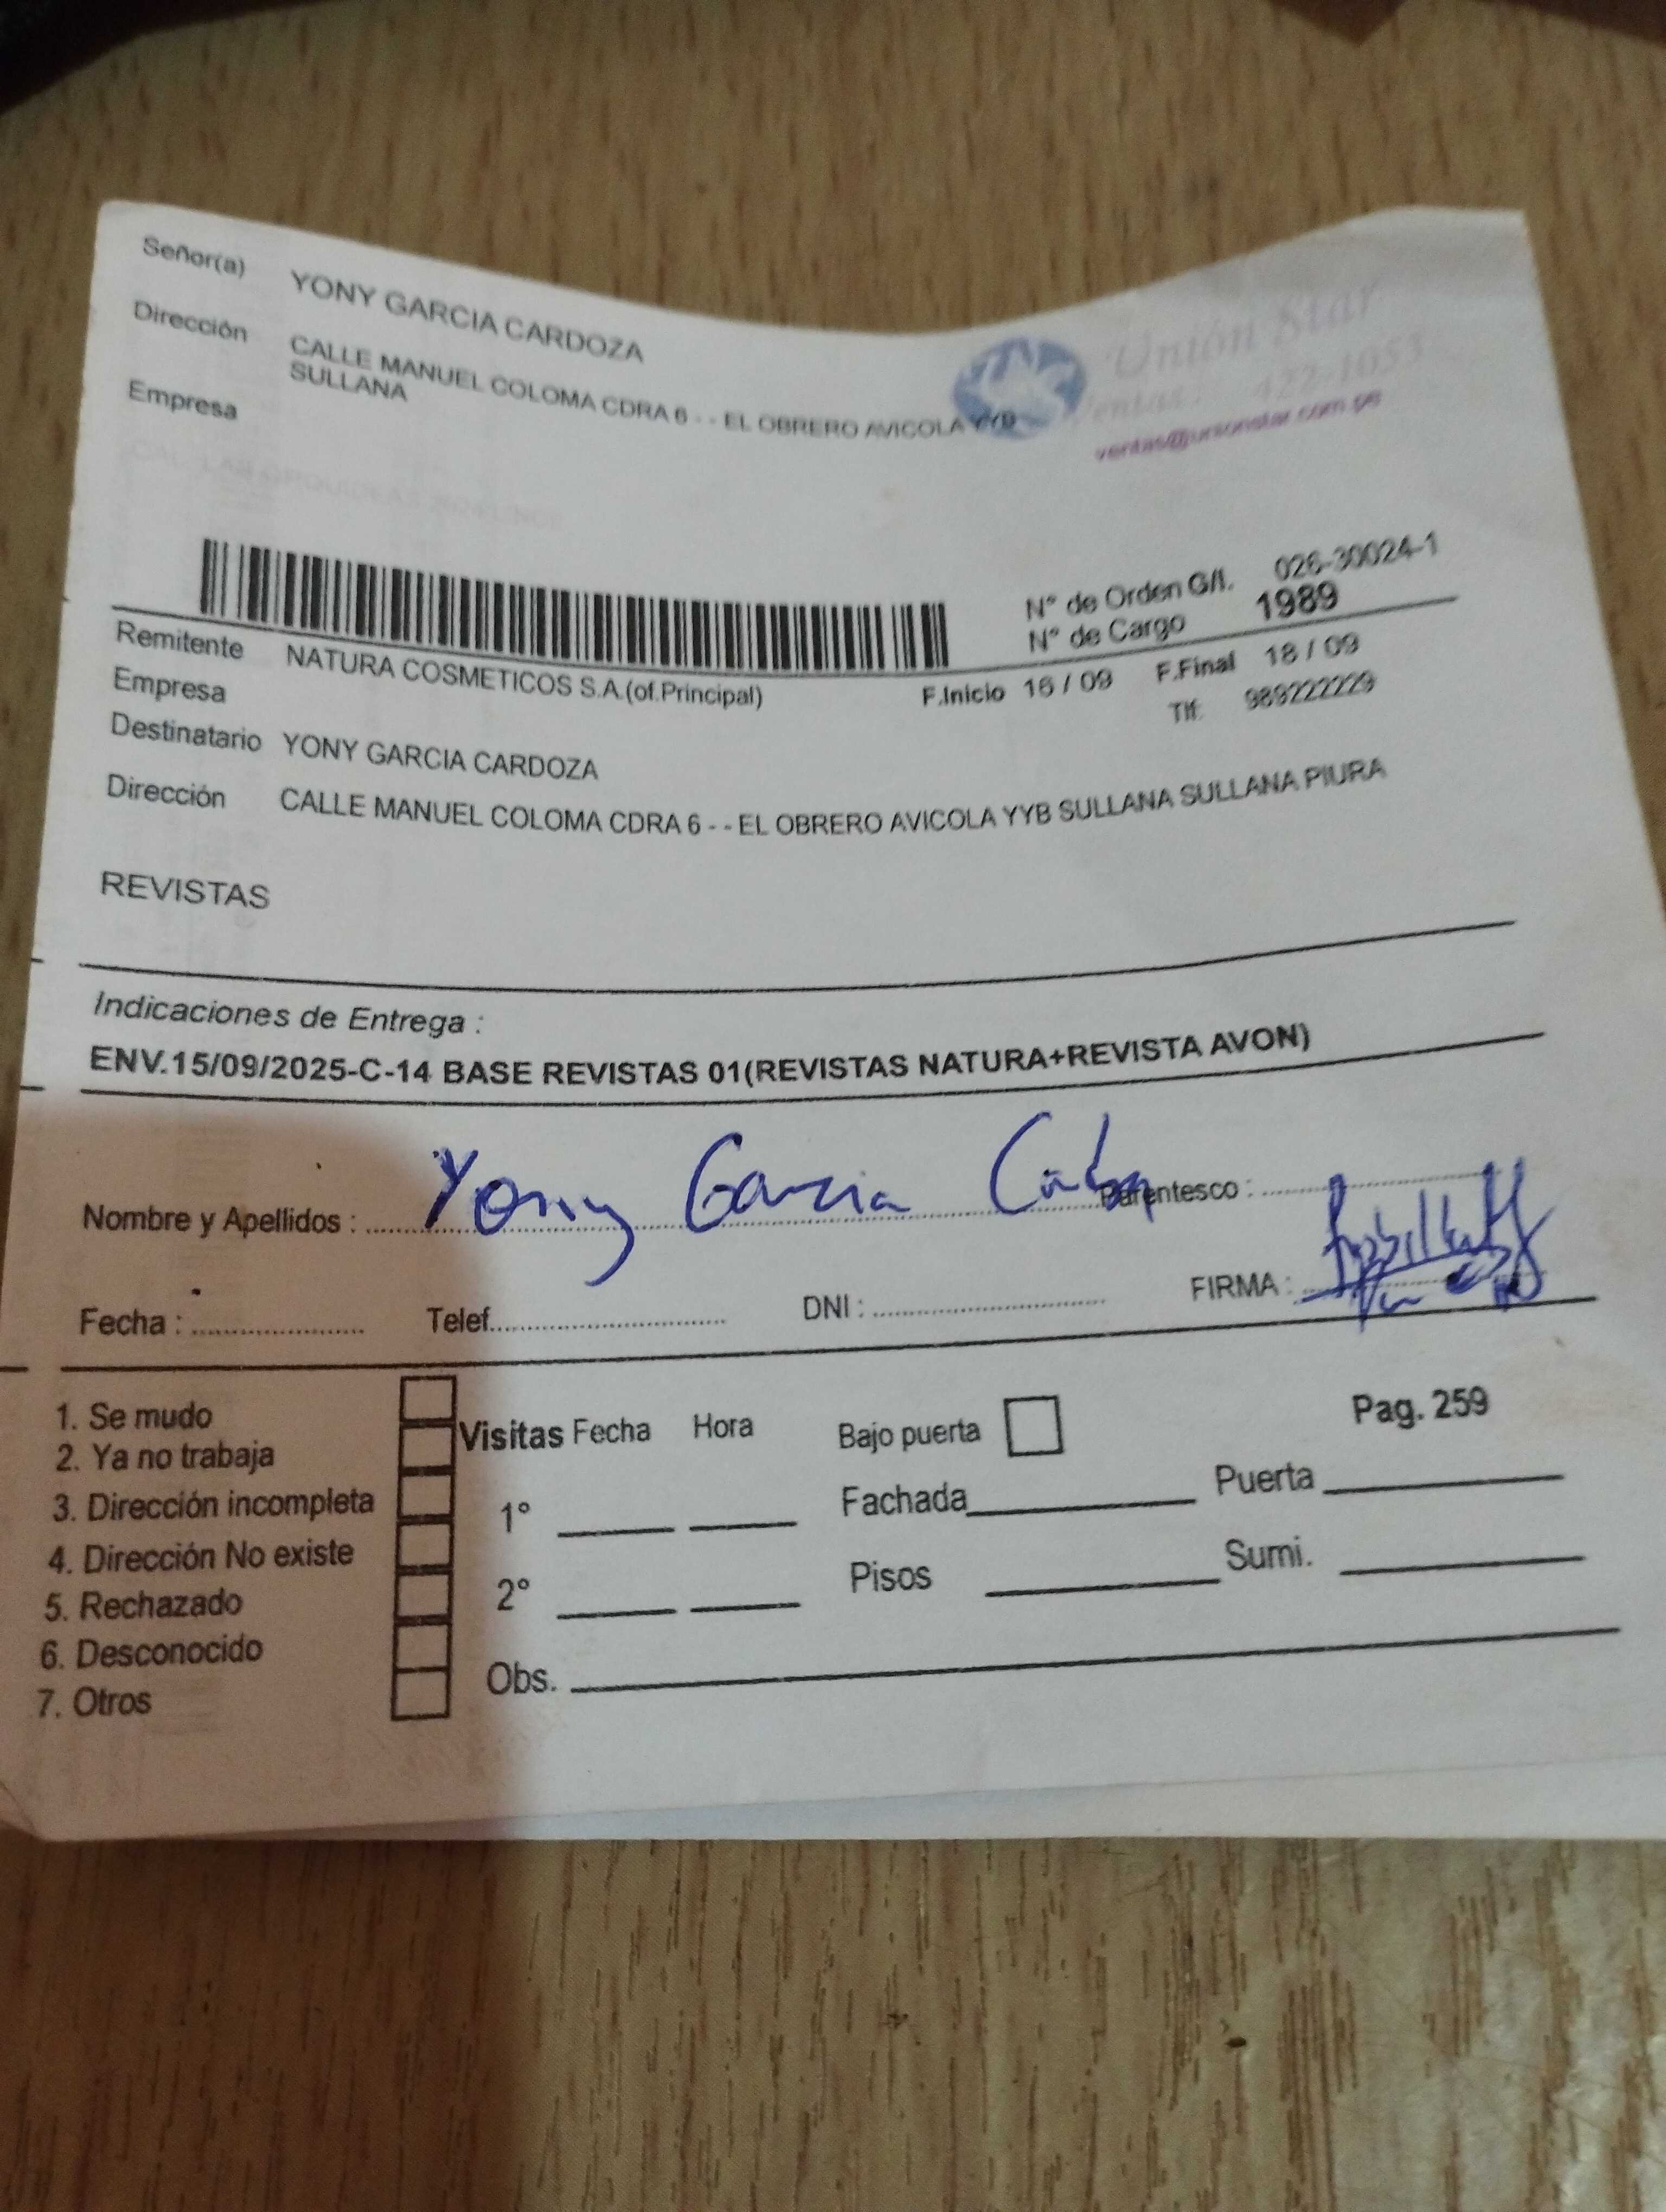 Señor(a) YONY GARCIA CARDOZA
Dirección CALLE MANUEL COLOMA CDRA 6 - - EL OBRERO AVICOLA YYB
SULLANA
Empresa
Unión Star
Ventas: 422-1053
ventas@unionstar.com.pe
N° de Orden G/I. 026-30024-1
N° de Cargo 1989
Remitente NATURA COSMETICOS S.A.(of.Principal) F.Inicio 16 / 09 F.Final 18 / 09
Empresa Tlf: 989222229
Destinatario YONY GARCIA CARDOZA
Dirección CALLE MANUEL COLOMA CDRA 6 - - EL OBRERO AVICOLA YYB SULLANA SULLANA PIURA
REVISTAS
Indicaciones de Entrega :
ENV.15/09/2025-C-14 BASE REVISTAS 01(REVISTAS NATURA+REVISTA AVON)
Nombre y Apellidos : Yony Garcia Parentesco :
Fecha : Telef. DNI : FIRMA :
1. Se mudo
2. Ya no trabaja
3. Dirección incompleta
4. Dirección No existe
5. Rechazado
6. Desconocido
7. Otros
Visitas Fecha Hora Bajo puerta Pag. 259
1° Fachada Puerta
2° Pisos Sumi.
Obs.